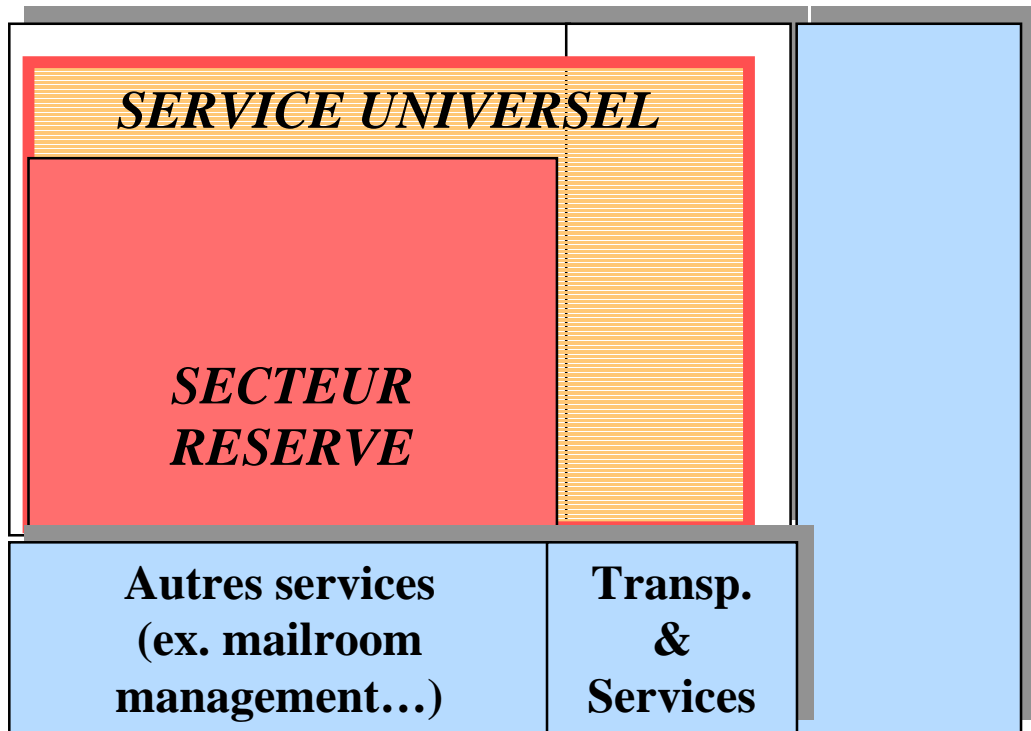 SERVICE UNIVERSEL
SECTEUR
RESERVE
Autres services
(ex. mailroom
management…)
Transp.
&
Services